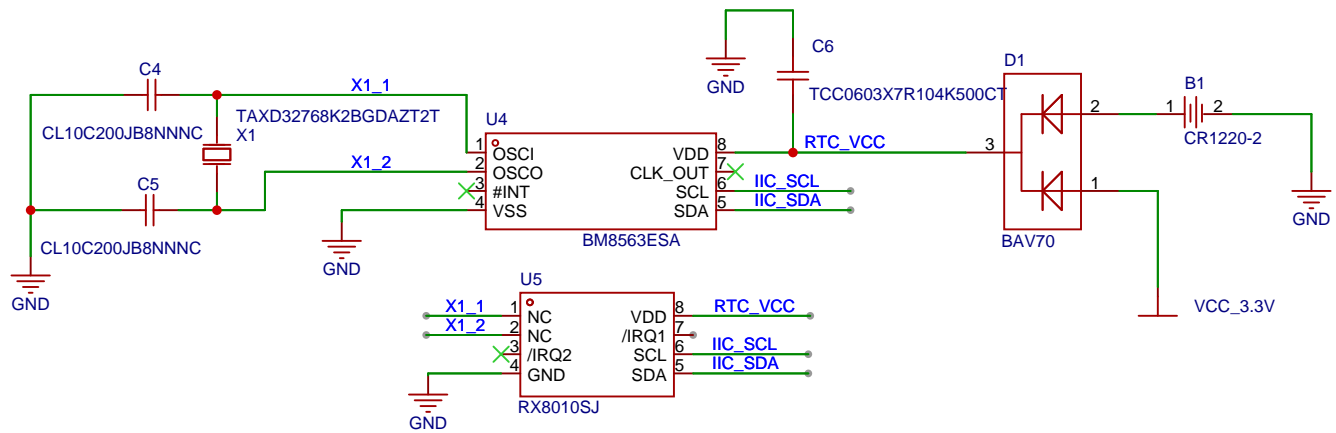 C4
X1_1
CL10C200JB8NNNC
TAXD32768K2BGDAZT2T
X1
X1_2
C5
CL10C200JB8NNNC
GND
GND
U4
1 OSCI
2 OSCO
3 #INT
4 VSS
VDD 8
CLK_OUT 7
SCL 6
SDA 5
BM8563ESA
GND
C6
TCC0603X7R104K500CT
RTC_VCC
IIC_SCL
IIC_SDA
D1
3
2
1
BAV70
B1
1 2
CR1220-2
GND
VCC_3.3V
U5
X1_1
X1_2
1 NC
2 NC
3 /IRQ2
4 GND
VDD 8
/IRQ1 7
SCL 6
SDA 5
RTC_VCC
IIC_SCL
IIC_SDA
RX8010SJ
GND